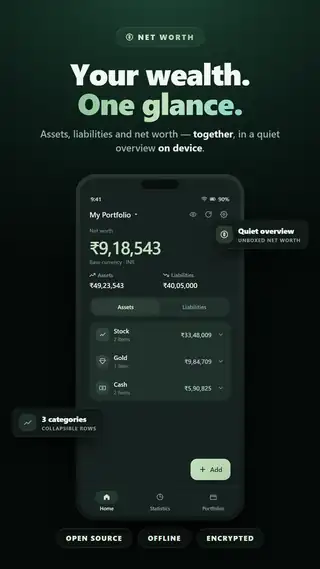 NET WORTH
Your wealth.
One glance.
Assets, liabilities and net worth — together, in a quiet
overview on device.
9:41
90%
My Portfolio
Net worth
₹9,18,543
Base currency · INR
Quiet overview
UNBOXED NET WORTH
Assets
Liabilities
₹49,23,543
₹40,05,000
Assets
Liabilities
Stock
2 items
₹33,48,009
Gold
1 item
₹9,84,709
Cash
2 items
₹5,90,825
3 categories
COLLAPSIBLE ROWS
+ Add
Home
Statistics
Portfolios
OPEN SOURCE
OFFLINE
ENCRYPTED